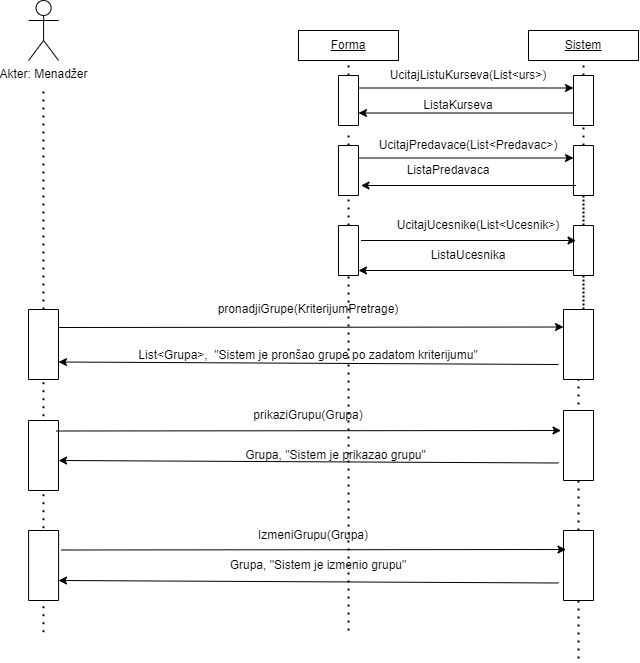 Forma
Sistem
Akter: Menadžer
UcitajListuKurseva(List<urs>)
ListaKurseva
UcitajPredavace(List<Predavac>)
ListaPredavaca
UcitajUcesnike(List<Ucesnik>)
ListaUcesnika
pronadjiGrupe(KriterijumPretrage)
List<Grupa>, "Sistem je pronšao grupe po zadatom kriterijumu"
prikaziGrupu(Grupa)
Grupa, "Sistem je prikazao grupu"
IzmeniGrupu(Grupa)
Grupa, "Sistem je izmenio grupu"